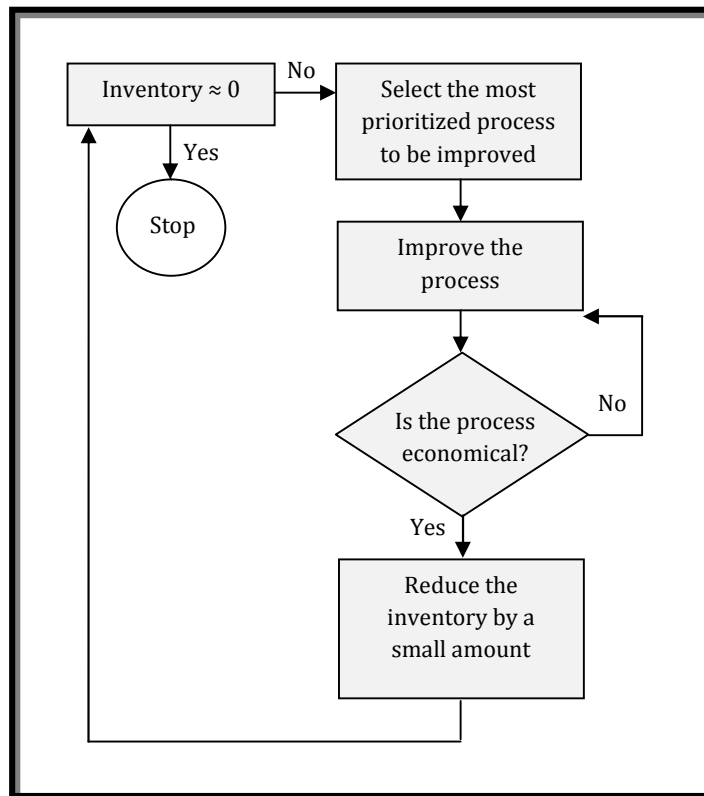 Inventory ≈ 0
No
Select the most
prioritized process
to be improved
Yes
Stop
Improve the
process
Is the process
economical?
No
Yes
Reduce the
inventory by a
small amount